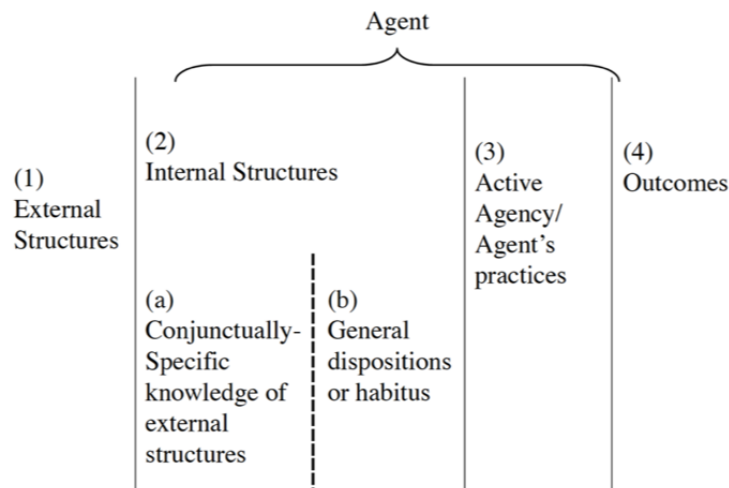 Agent
(1)
External
Structures
(2)
Internal Structures
(a)
Conjunctually-
Specific
knowledge of
external
structures
(b)
General
dispositions
or habitus
(3)
Active
Agency/
Agent's
practices
(4)
Outcomes